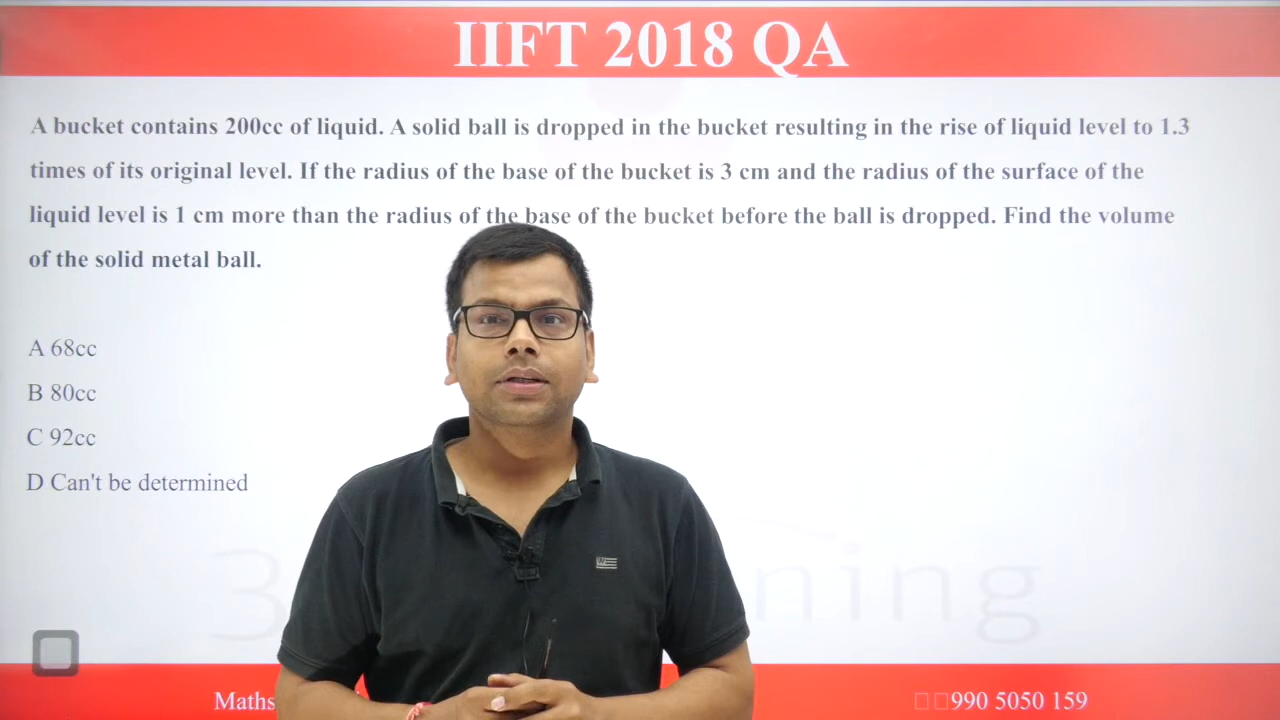 IIFT 2018 QA
A bucket contains 200cc of liquid. A solid ball is dropped in the bucket resulting in the rise of liquid level to 1.3
times of its original level. If the radius of the base of the bucket is 3 cm and the radius of the surface of the
liquid level is 1 cm more than the radius of the base of the bucket before the ball is dropped. Find the volume
of the solid metal ball.
A 68cc
B 80cc
C 92cc
D Can't be determined
3 ning
Maths 990 5050 159